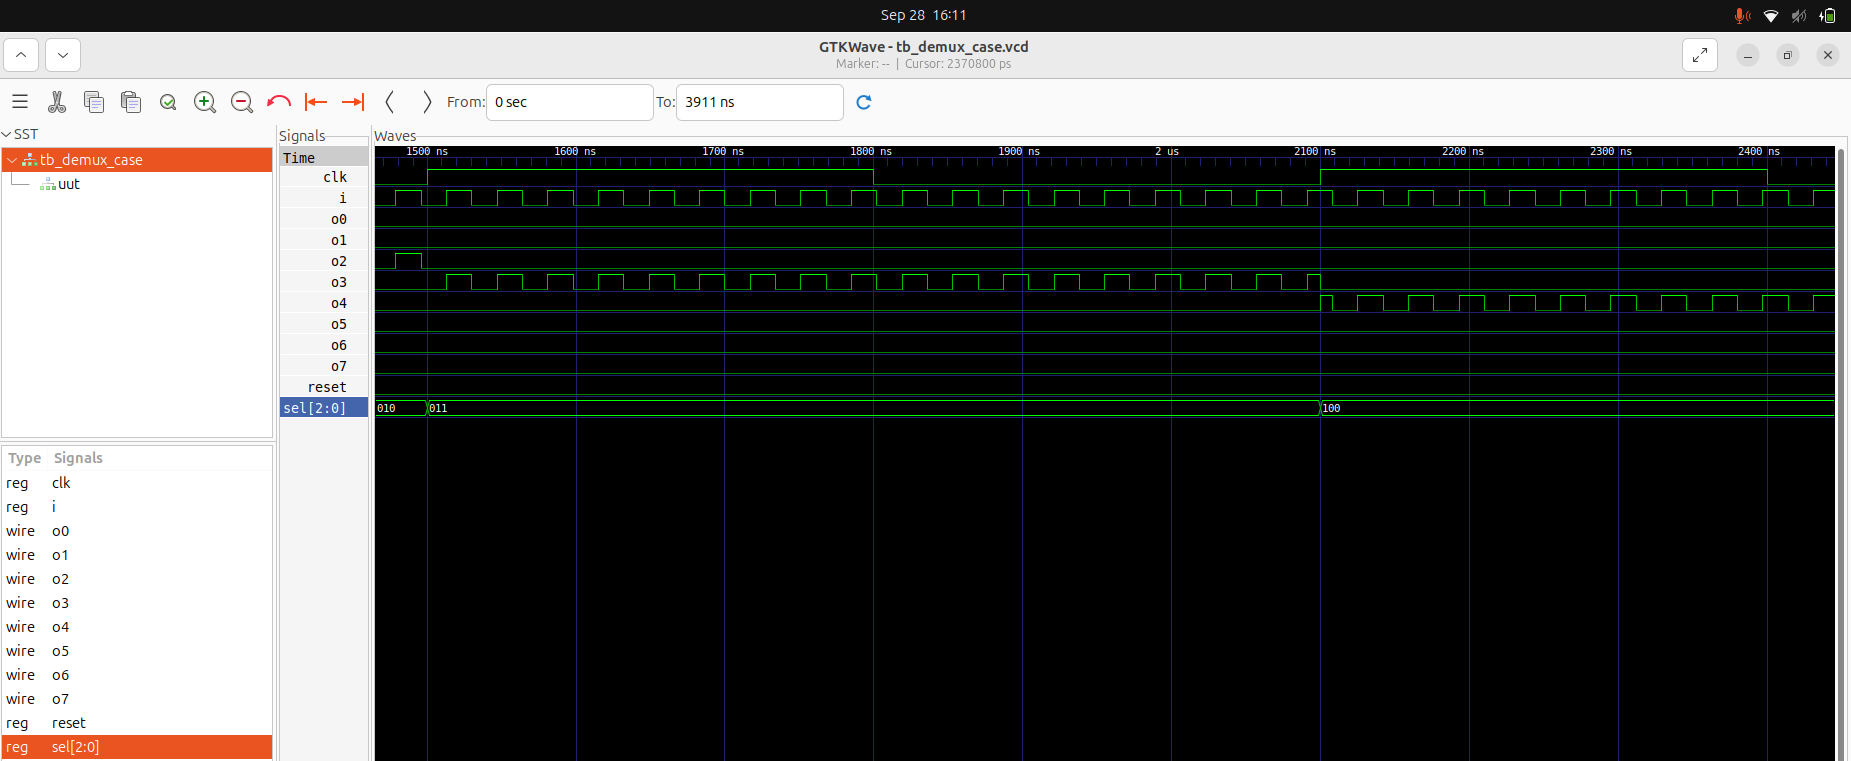 Sep 28 16:11
GTKWave - tb_demux_case.vcd
Marker: -- | Cursor: 2370800 ps
From: 0 sec To: 3911 ns
SST
tb_demux_case
uut
Type Signals
reg clk
reg i
wire o0
wire o1
wire o2
wire o3
wire o4
wire o5
wire o6
wire o7
reg reset
reg sel[2:0]
Signals
Time
clk
i
o0
o1
o2
o3
o4
o5
o6
o7
reset
sel[2:0]
Waves
1500 ns 1600 ns 1700 ns 1800 ns 1900 ns 2 us 2100 ns 2200 ns 2300 ns 2400 ns
010 011 100